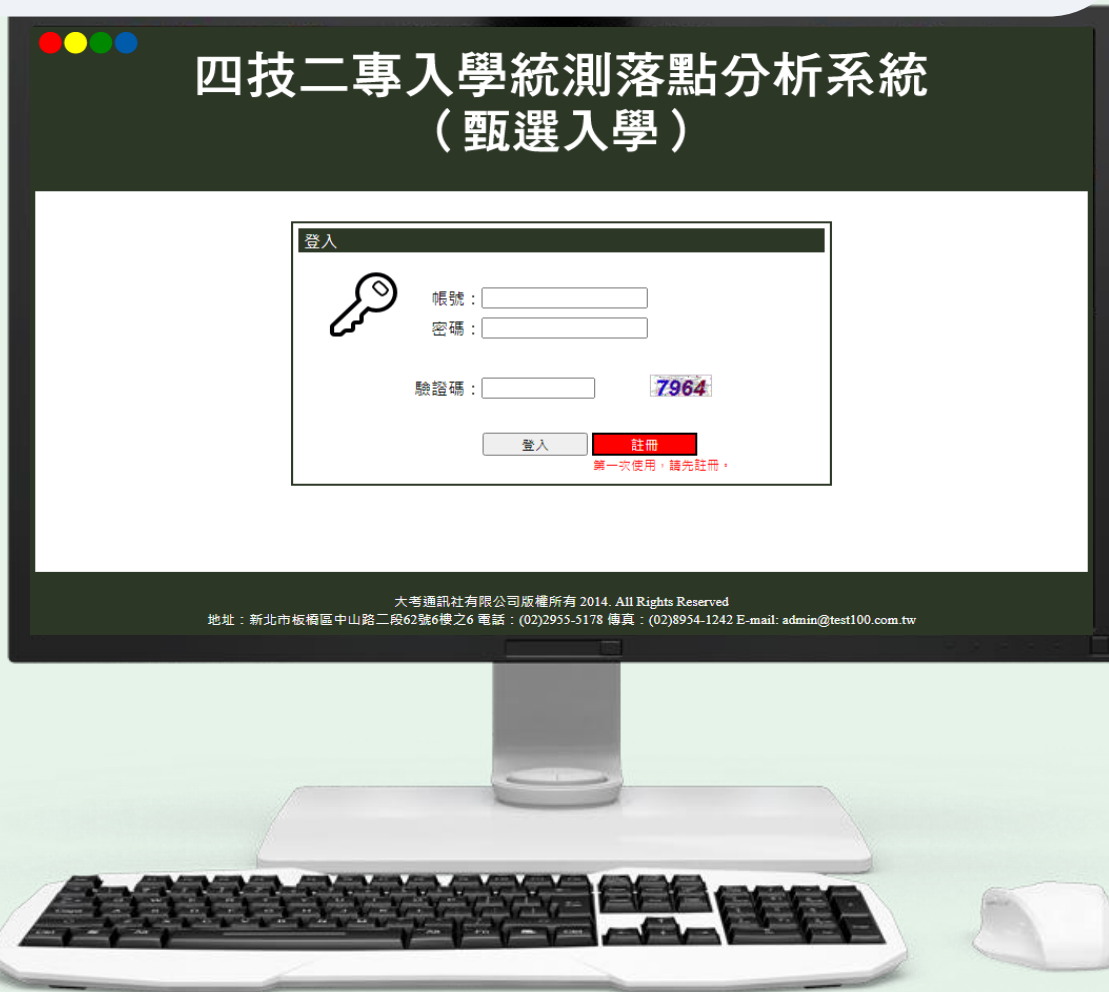 四技二專入學統測落點分析系統
（甄選入學）
登入
帳號：
密碼：
驗證碼：
7964
登入
註冊
第一次使用，請先註冊。
大考通訊社有限公司版權所有 2014. All Rights Reserved
地址：新北市板橋區中山路二段62號6樓之6 電話：(02)2955-5178 傳真：(02)8954-1242 E-mail: admin@test100.com.tw